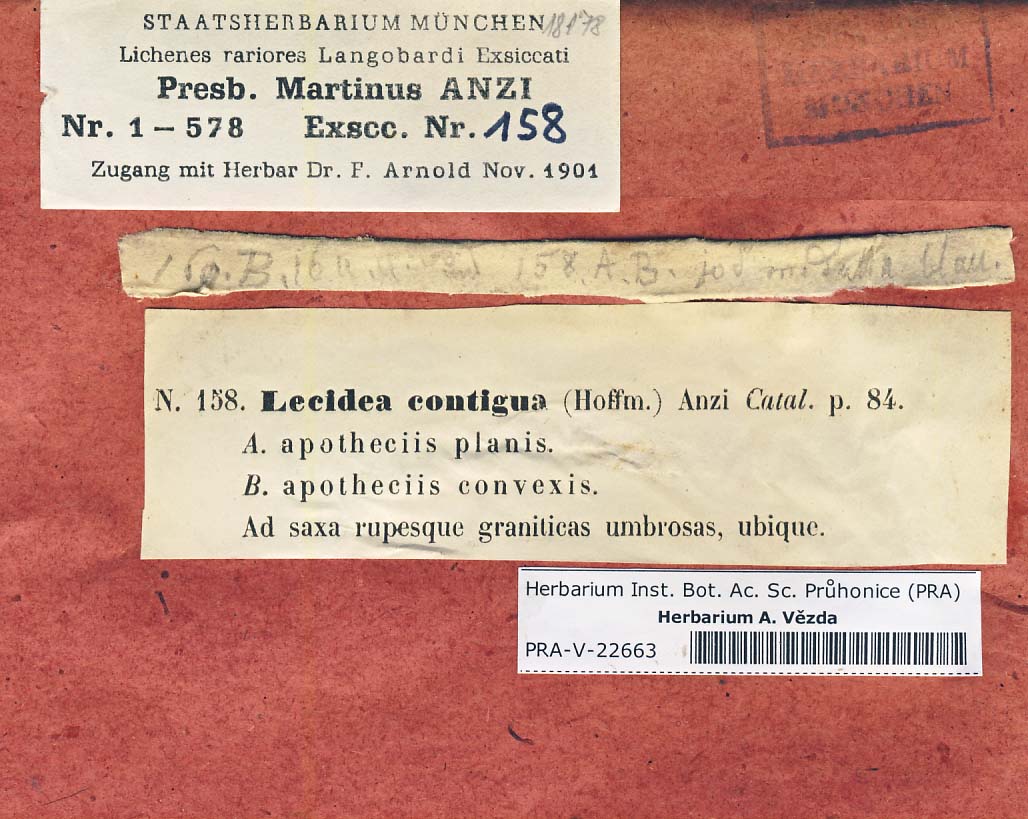 STAATSHERBARIUM MÜNCHEN
Lichenes rariores Langobardi Exsiccati
Presb. Martinus ANZI
Nr. 1 – 578 Exscc. Nr. 158
Zugang mit Herbar Dr. F. Arnold Nov. 1901
MÜNCHEN
158. A. B. blau.
N. 158. Lecidea contigua (Hoffm.) Anzi Catal. p. 84.
A. apotheciis planis.
B. apotheciis convexis.
Ad saxa rupesque graniticas umbrosas, ubique.
Herbarium Inst. Bot. Ac. Sc. Průhonice (PRA)
Herbarium A. Vězda
PRA-V-22663